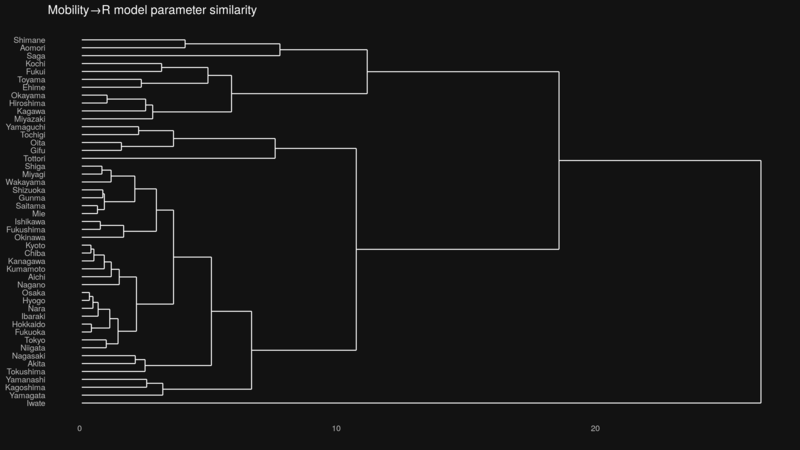 Mobility→R model parameter similarity
Shimane
Aomori
Saga
Kochi
Fukui
Toyama
Ehime
Okayama
Hiroshima
Kagawa
Miyazaki
Yamaguchi
Tochigi
Oita
Gifu
Tottori
Shiga
Miyagi
Wakayama
Shizuoka
Gunma
Saitama
Mie
Ishikawa
Fukushima
Okinawa
Kyoto
Chiba
Kanagawa
Kumamoto
Aichi
Nagano
Osaka
Hyogo
Nara
Ibaraki
Hokkaido
Fukuoka
Tokyo
Niigata
Nagasaki
Akita
Tokushima
Yamanashi
Kagoshima
Yamagata
Iwate
0 10 20